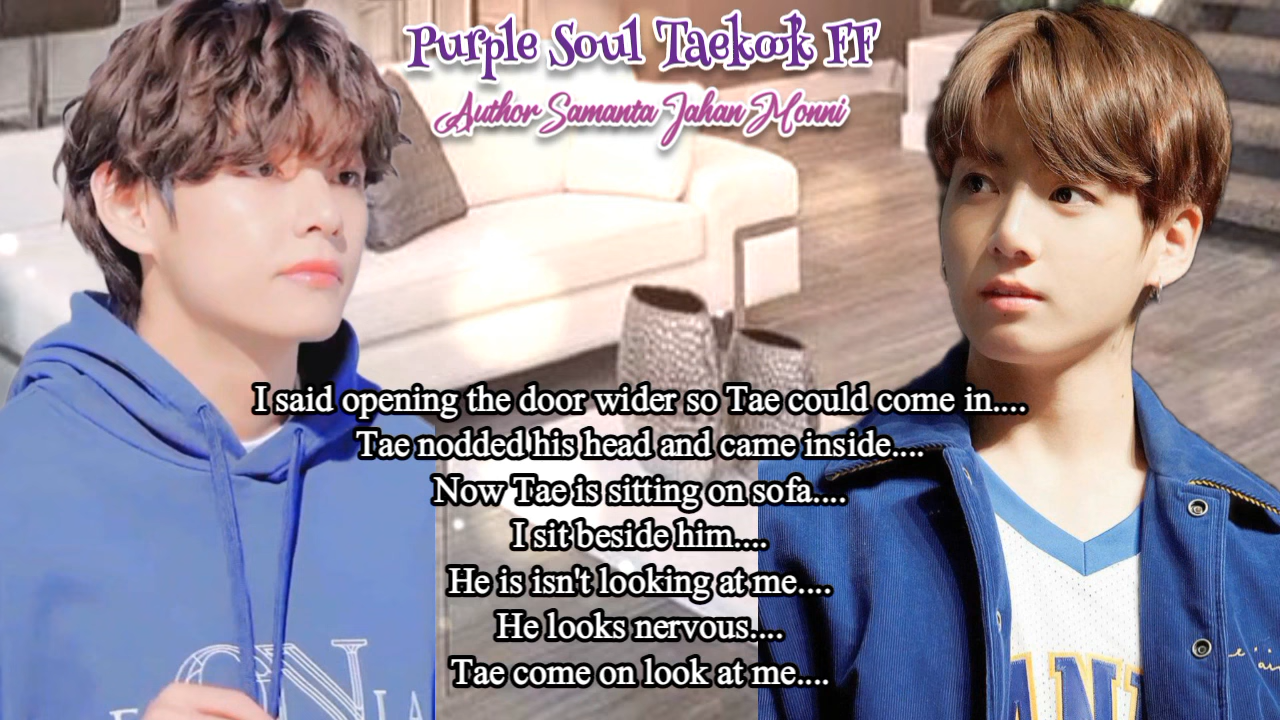 Purple Soul Taekook FF
Author Samanta Jahan Monni
I said opening the door wider so Tae could come in....
Tae nodded his head and came inside....
Now Tae is sitting on sofa....
I sit beside him....
He is isn't looking at me....
He looks nervous....
Tae come on look at me....